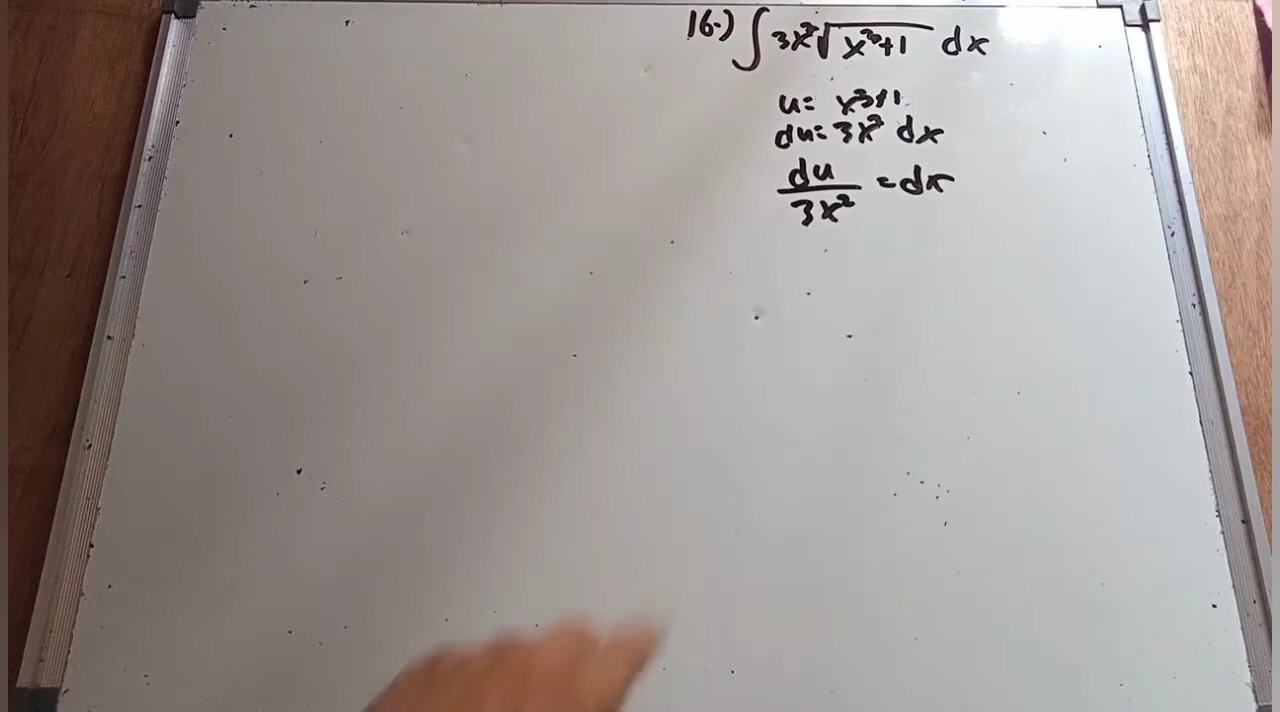 16.) ∫ 3x²√(x³+1) dx
u = x³+1
du = 3x² dx
du/3x² = dx